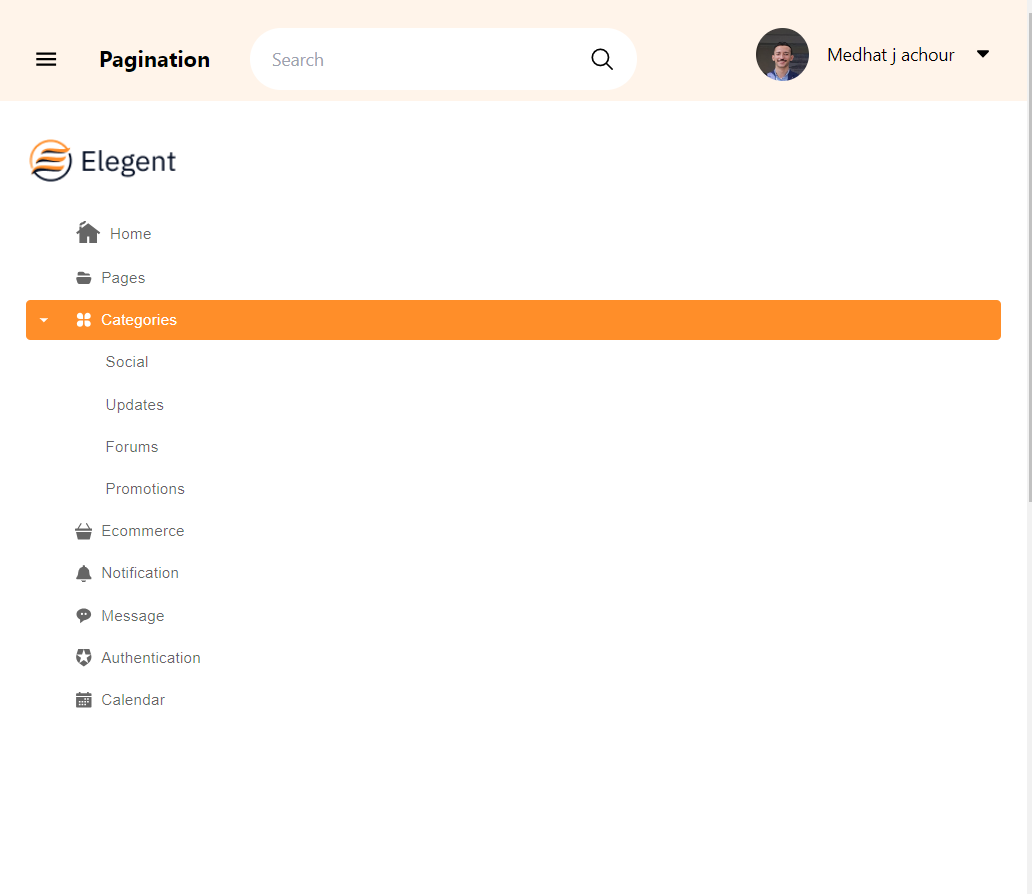 Pagination
Search
Medhat j achour
Elegent
Home
Pages
Categories
Social
Updates
Forums
Promotions
Ecommerce
Notification
Message
Authentication
Calendar